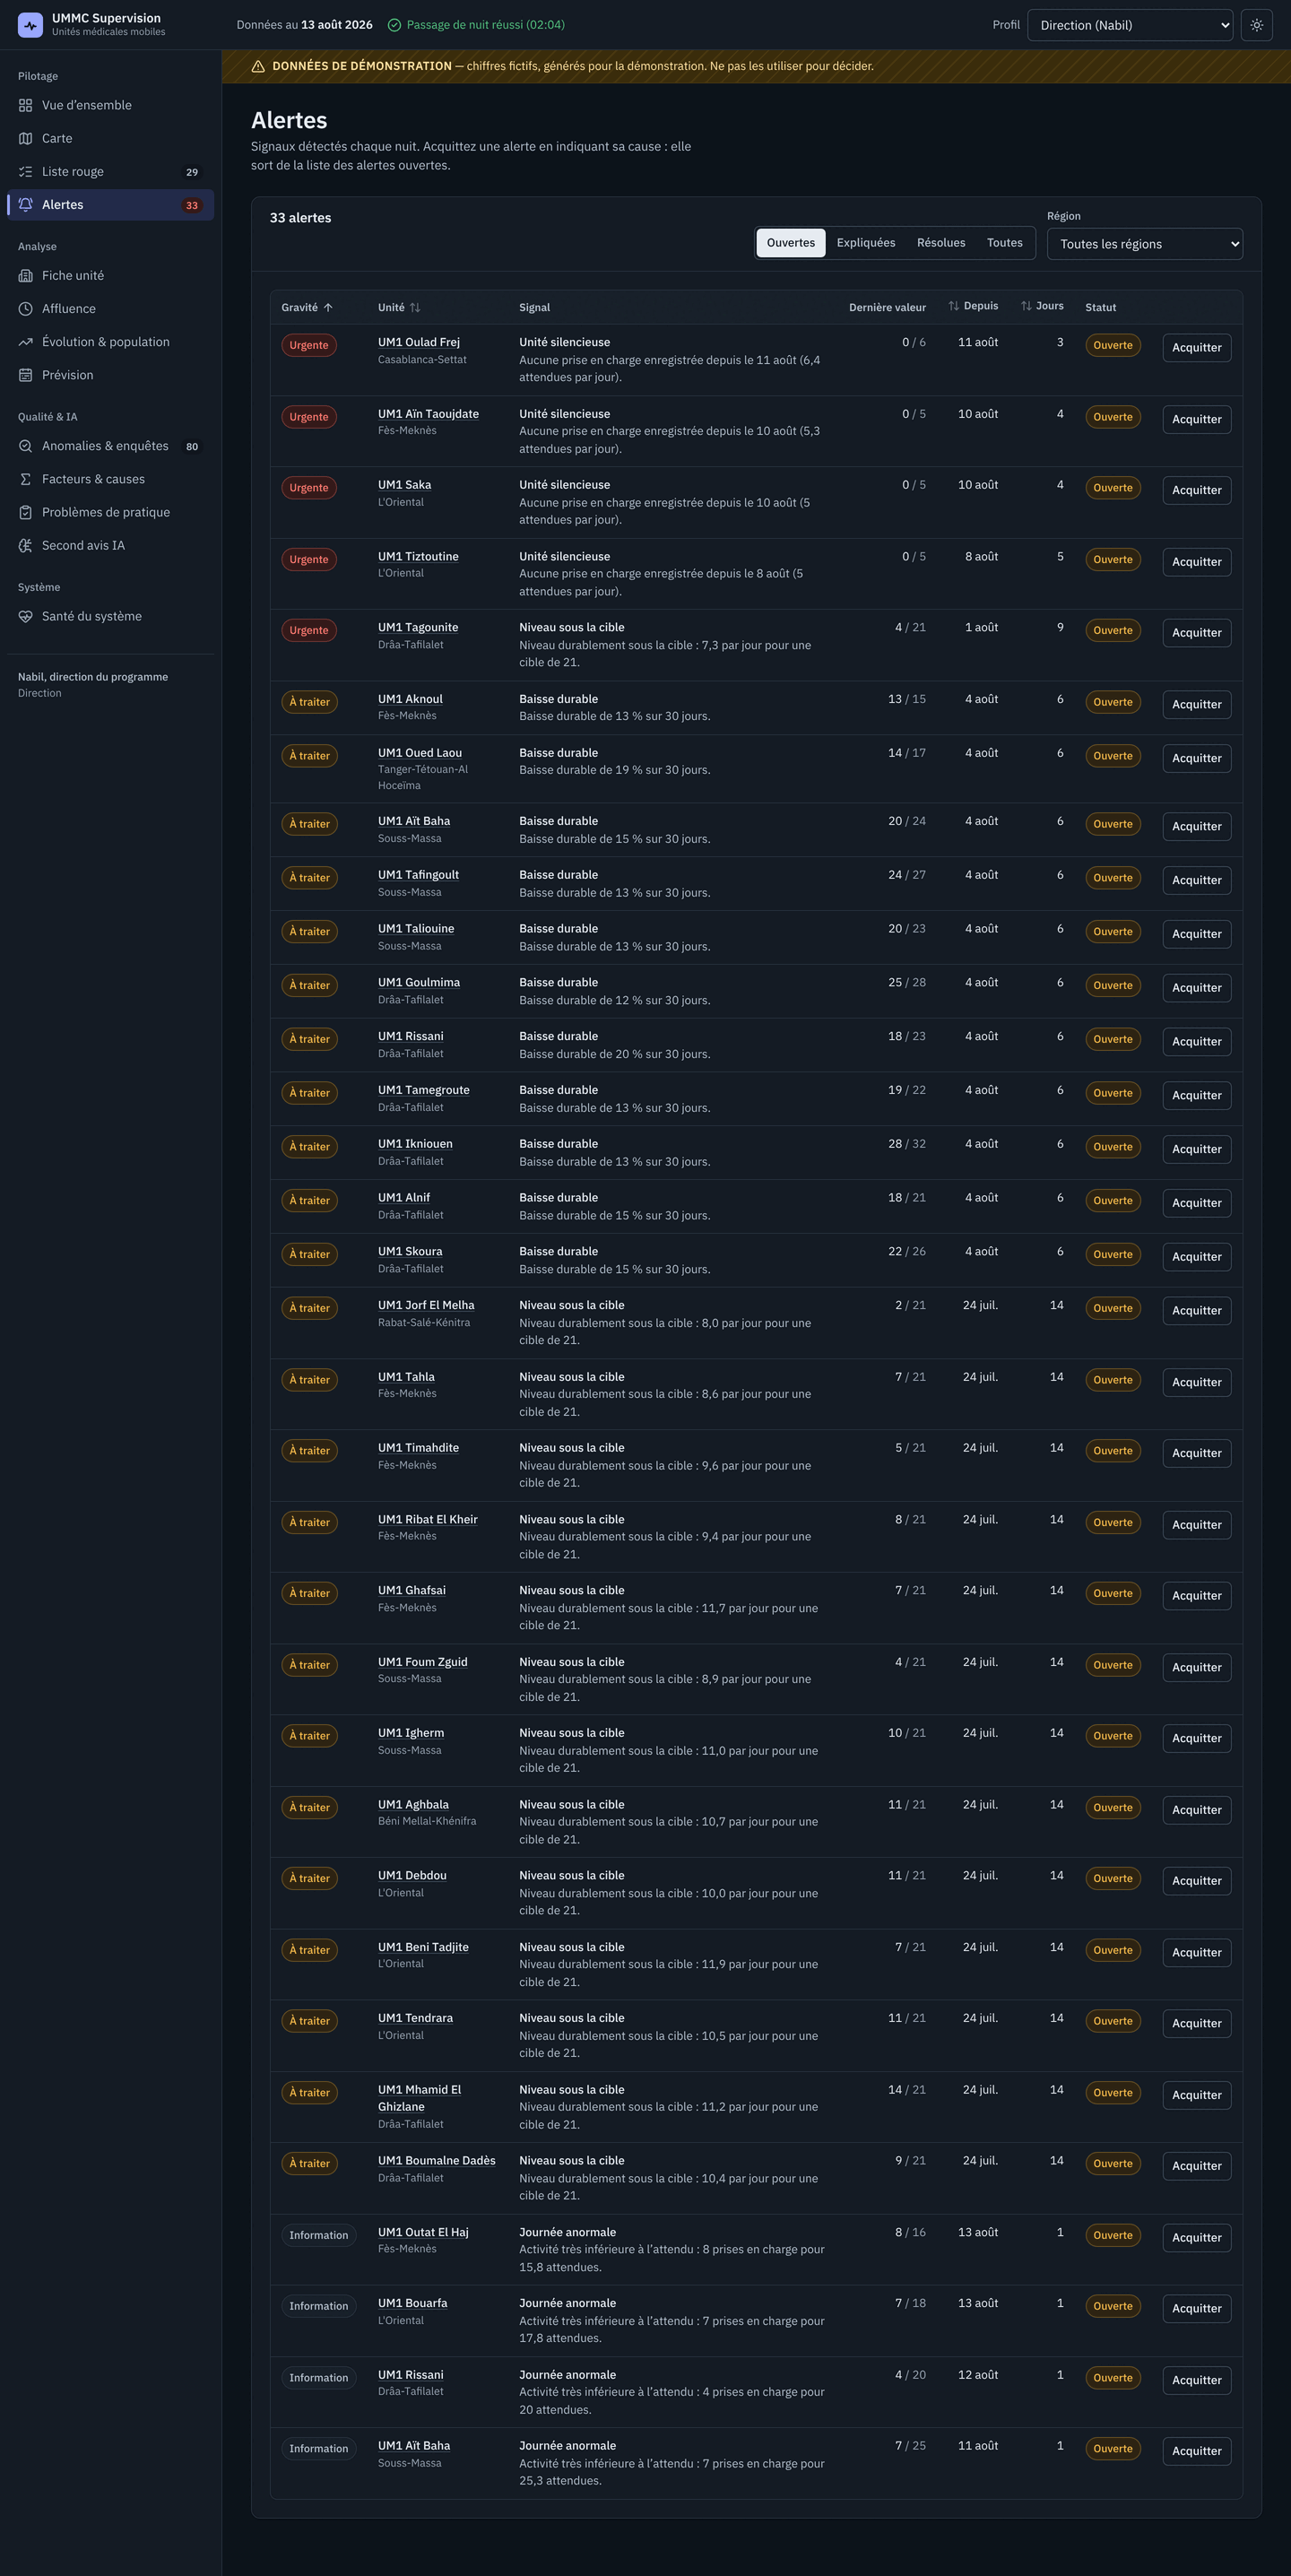 UMMC Supervision
Unités médicales mobiles
Données au 13 août 2026
Passage de nuit réussi (02:04)
Profil
Direction (Nabil)
DONNÉES DE DÉMONSTRATION — chiffres fictifs, générés pour la démonstration. Ne pas les utiliser pour décider.
Pilotage
Vue d’ensemble
Carte
Liste rouge 29
Alertes 33
Analyse
Fiche unité
Affluence
Évolution & population
Prévision
Qualité & IA
Anomalies & enquêtes 80
Facteurs & causes
Problèmes de pratique
Second avis IA
Système
Santé du système
Nabil, direction du programme
Direction
Alertes
Signaux détectés chaque nuit. Acquittez une alerte en indiquant sa cause : elle
sort de la liste des alertes ouvertes.
33 alertes
Ouvertes Expliquées Résolues Toutes
Région
Toutes les régions
Gravité Unité Signal Dernière valeur Depuis Jours Statut
Urgente UM1 Oulad Frej Unité silencieuse 0 / 6 11 août 3 Ouverte Acquitter
Casablanca-Settat Aucune prise en charge enregistrée depuis le 11 août (6,4
attendues par jour).
Urgente UM1 Aïn Taoujdate Unité silencieuse 0 / 5 10 août 4 Ouverte Acquitter
Fès-Meknès Aucune prise en charge enregistrée depuis le 10 août (5,3
attendues par jour).
Urgente UM1 Saka Unité silencieuse 0 / 5 10 août 4 Ouverte Acquitter
L'Oriental Aucune prise en charge enregistrée depuis le 10 août (5
attendues par jour).
Urgente UM1 Tiztoutine Unité silencieuse 0 / 5 8 août 5 Ouverte Acquitter
L'Oriental Aucune prise en charge enregistrée depuis le 8 août (5
attendues par jour).
Urgente UM1 Tagounite Niveau sous la cible 4 / 21 1 août 9 Ouverte Acquitter
Drâa-Tafilalet Niveau durablement sous la cible : 7,3 par jour pour une
cible de 21.
À traiter UM1 Aknoul Baisse durable 13 / 15 4 août 6 Ouverte Acquitter
Fès-Meknès Baisse durable de 13 % sur 30 jours.
À traiter UM1 Oued Laou Baisse durable 14 / 17 4 août 6 Ouverte Acquitter
Tanger-Tétouan-Al Baisse durable de 19 % sur 30 jours.
Hoceïma
À traiter UM1 Aït Baha Baisse durable 20 / 24 4 août 6 Ouverte Acquitter
Souss-Massa Baisse durable de 15 % sur 30 jours.
À traiter UM1 Tafingoult Baisse durable 24 / 27 4 août 6 Ouverte Acquitter
Souss-Massa Baisse durable de 13 % sur 30 jours.
À traiter UM1 Taliouine Baisse durable 20 / 23 4 août 6 Ouverte Acquitter
Souss-Massa Baisse durable de 13 % sur 30 jours.
À traiter UM1 Goulmima Baisse durable 25 / 28 4 août 6 Ouverte Acquitter
Drâa-Tafilalet Baisse durable de 12 % sur 30 jours.
À traiter UM1 Rissani Baisse durable 18 / 23 4 août 6 Ouverte Acquitter
Drâa-Tafilalet Baisse durable de 20 % sur 30 jours.
À traiter UM1 Tamegroute Baisse durable 19 / 22 4 août 6 Ouverte Acquitter
Drâa-Tafilalet Baisse durable de 13 % sur 30 jours.
À traiter UM1 Ikniouen Baisse durable 28 / 32 4 août 6 Ouverte Acquitter
Drâa-Tafilalet Baisse durable de 13 % sur 30 jours.
À traiter UM1 Alnif Baisse durable 18 / 21 4 août 6 Ouverte Acquitter
Drâa-Tafilalet Baisse durable de 15 % sur 30 jours.
À traiter UM1 Skoura Baisse durable 22 / 26 4 août 6 Ouverte Acquitter
Drâa-Tafilalet Baisse durable de 15 % sur 30 jours.
À traiter UM1 Jorf El Melha Niveau sous la cible 2 / 21 24 juil. 14 Ouverte Acquitter
Rabat-Salé-Kénitra Niveau durablement sous la cible : 8,0 par jour pour une
cible de 21.
À traiter UM1 Tahla Niveau sous la cible 7 / 21 24 juil. 14 Ouverte Acquitter
Fès-Meknès Niveau durablement sous la cible : 8,6 par jour pour une
cible de 21.
À traiter UM1 Timahdite Niveau sous la cible 5 / 21 24 juil. 14 Ouverte Acquitter
Fès-Meknès Niveau durablement sous la cible : 9,6 par jour pour une
cible de 21.
À traiter UM1 Ribat El Kheir Niveau sous la cible 8 / 21 24 juil. 14 Ouverte Acquitter
Fès-Meknès Niveau durablement sous la cible : 9,4 par jour pour une
cible de 21.
À traiter UM1 Ghafsai Niveau sous la cible 7 / 21 24 juil. 14 Ouverte Acquitter
Fès-Meknès Niveau durablement sous la cible : 11,7 par jour pour une
cible de 21.
À traiter UM1 Foum Zguid Niveau sous la cible 4 / 21 24 juil. 14 Ouverte Acquitter
Souss-Massa Niveau durablement sous la cible : 8,9 par jour pour une
cible de 21.
À traiter UM1 Igherm Niveau sous la cible 10 / 21 24 juil. 14 Ouverte Acquitter
Souss-Massa Niveau durablement sous la cible : 11,0 par jour pour une
cible de 21.
À traiter UM1 Aghbala Niveau sous la cible 11 / 21 24 juil. 14 Ouverte Acquitter
Béni Mellal-Khénifra Niveau durablement sous la cible : 10,7 par jour pour une
cible de 21.
À traiter UM1 Debdou Niveau sous la cible 11 / 21 24 juil. 14 Ouverte Acquitter
L'Oriental Niveau durablement sous la cible : 10,0 par jour pour une
cible de 21.
À traiter UM1 Beni Tadjite Niveau sous la cible 7 / 21 24 juil. 14 Ouverte Acquitter
L'Oriental Niveau durablement sous la cible : 11,9 par jour pour une
cible de 21.
À traiter UM1 Tendrara Niveau sous la cible 11 / 21 24 juil. 14 Ouverte Acquitter
L'Oriental Niveau durablement sous la cible : 10,5 par jour pour une
cible de 21.
À traiter UM1 Mhamid El Niveau sous la cible 14 / 21 24 juil. 14 Ouverte Acquitter
Ghizlane Niveau durablement sous la cible : 11,2 par jour pour une
Drâa-Tafilalet cible de 21.
À traiter UM1 Boumalne Dadès Niveau sous la cible 9 / 21 24 juil. 14 Ouverte Acquitter
Drâa-Tafilalet Niveau durablement sous la cible : 10,4 par jour pour une
cible de 21.
Information UM1 Outat El Haj Journée anormale 8 / 16 13 août 1 Ouverte Acquitter
Fès-Meknès Activité très inférieure à l’attendu : 8 prises en charge pour
15,8 attendues.
Information UM1 Bouarfa Journée anormale 7 / 18 13 août 1 Ouverte Acquitter
L'Oriental Activité très inférieure à l’attendu : 7 prises en charge pour
17,8 attendues.
Information UM1 Rissani Journée anormale 4 / 20 12 août 1 Ouverte Acquitter
Drâa-Tafilalet Activité très inférieure à l’attendu : 4 prises en charge pour
20 attendues.
Information UM1 Aït Baha Journée anormale 7 / 25 11 août 1 Ouverte Acquitter
Souss-Massa Activité très inférieure à l’attendu : 7 prises en charge pour
25,3 attendues.